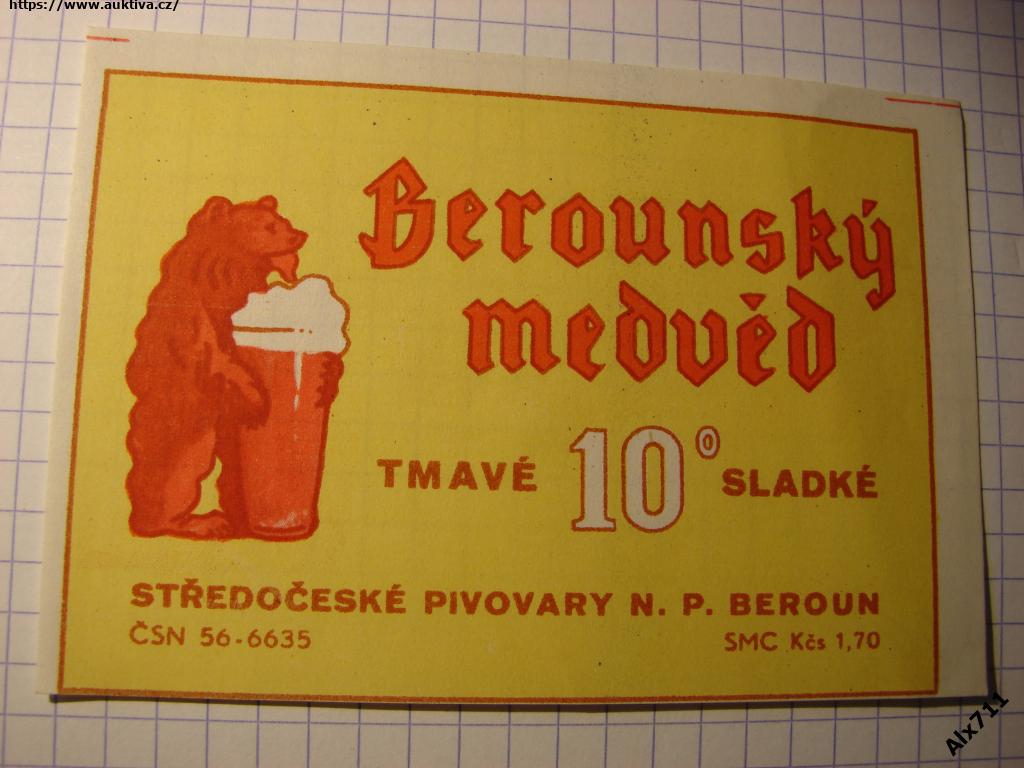 https://www.auktiva.cz/
Berounský
medvěd
TMAVÉ 10° SLADKÉ
STŘEDOČESKÉ PIVOVARY N. P. BEROUN
ČSN 56-6635
SMC Kčs 1,70
Alx711